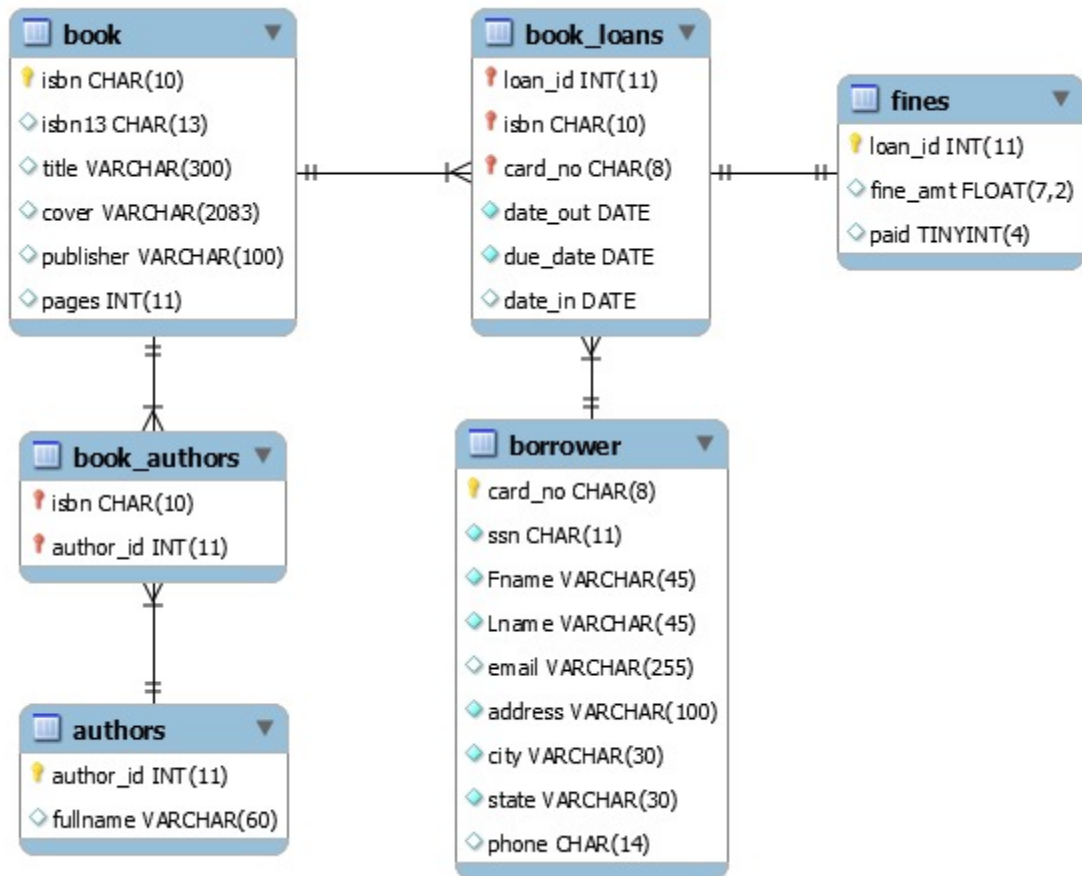 book
isbn CHAR(10)
isbn13 CHAR(13)
title VARCHAR(300)
cover VARCHAR(2083)
publisher VARCHAR(100)
pages INT(11)
book_loans
loan_id INT(11)
isbn CHAR(10)
card_no CHAR(8)
date_out DATE
due_date DATE
date_in DATE
fines
loan_id INT(11)
fine_amt FLOAT(7,2)
paid TINYINT(4)
book_authors
isbn CHAR(10)
author_id INT(11)
borrower
card_no CHAR(8)
ssn CHAR(11)
Fname VARCHAR(45)
Lname VARCHAR(45)
email VARCHAR(255)
address VARCHAR(100)
city VARCHAR(30)
state VARCHAR(30)
phone CHAR(14)
authors
author_id INT(11)
fullname VARCHAR(60)